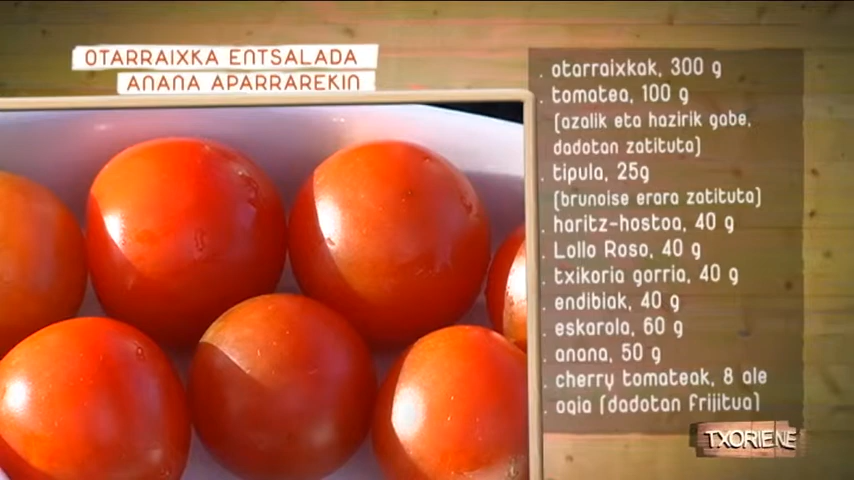 OTARRAIXKA ENTSALADA
ANANA APARRAREKIN
. otarraixkak, 300 g
. tomatea, 100 g
(azalik eta hazirik gabe,
dadotan zatituta)
. tipula, 25g
(brunoise erara zatituta)
. haritz-hostoa, 40 g
. Lollo Roso, 40 g
. txikoria gorria, 40 g
. endibiak, 40 g
. eskarola, 60 g
. anana, 50 g
. cherry tomateak, 8 ale
. ogia (dadotan frijituta)
TXORIENE